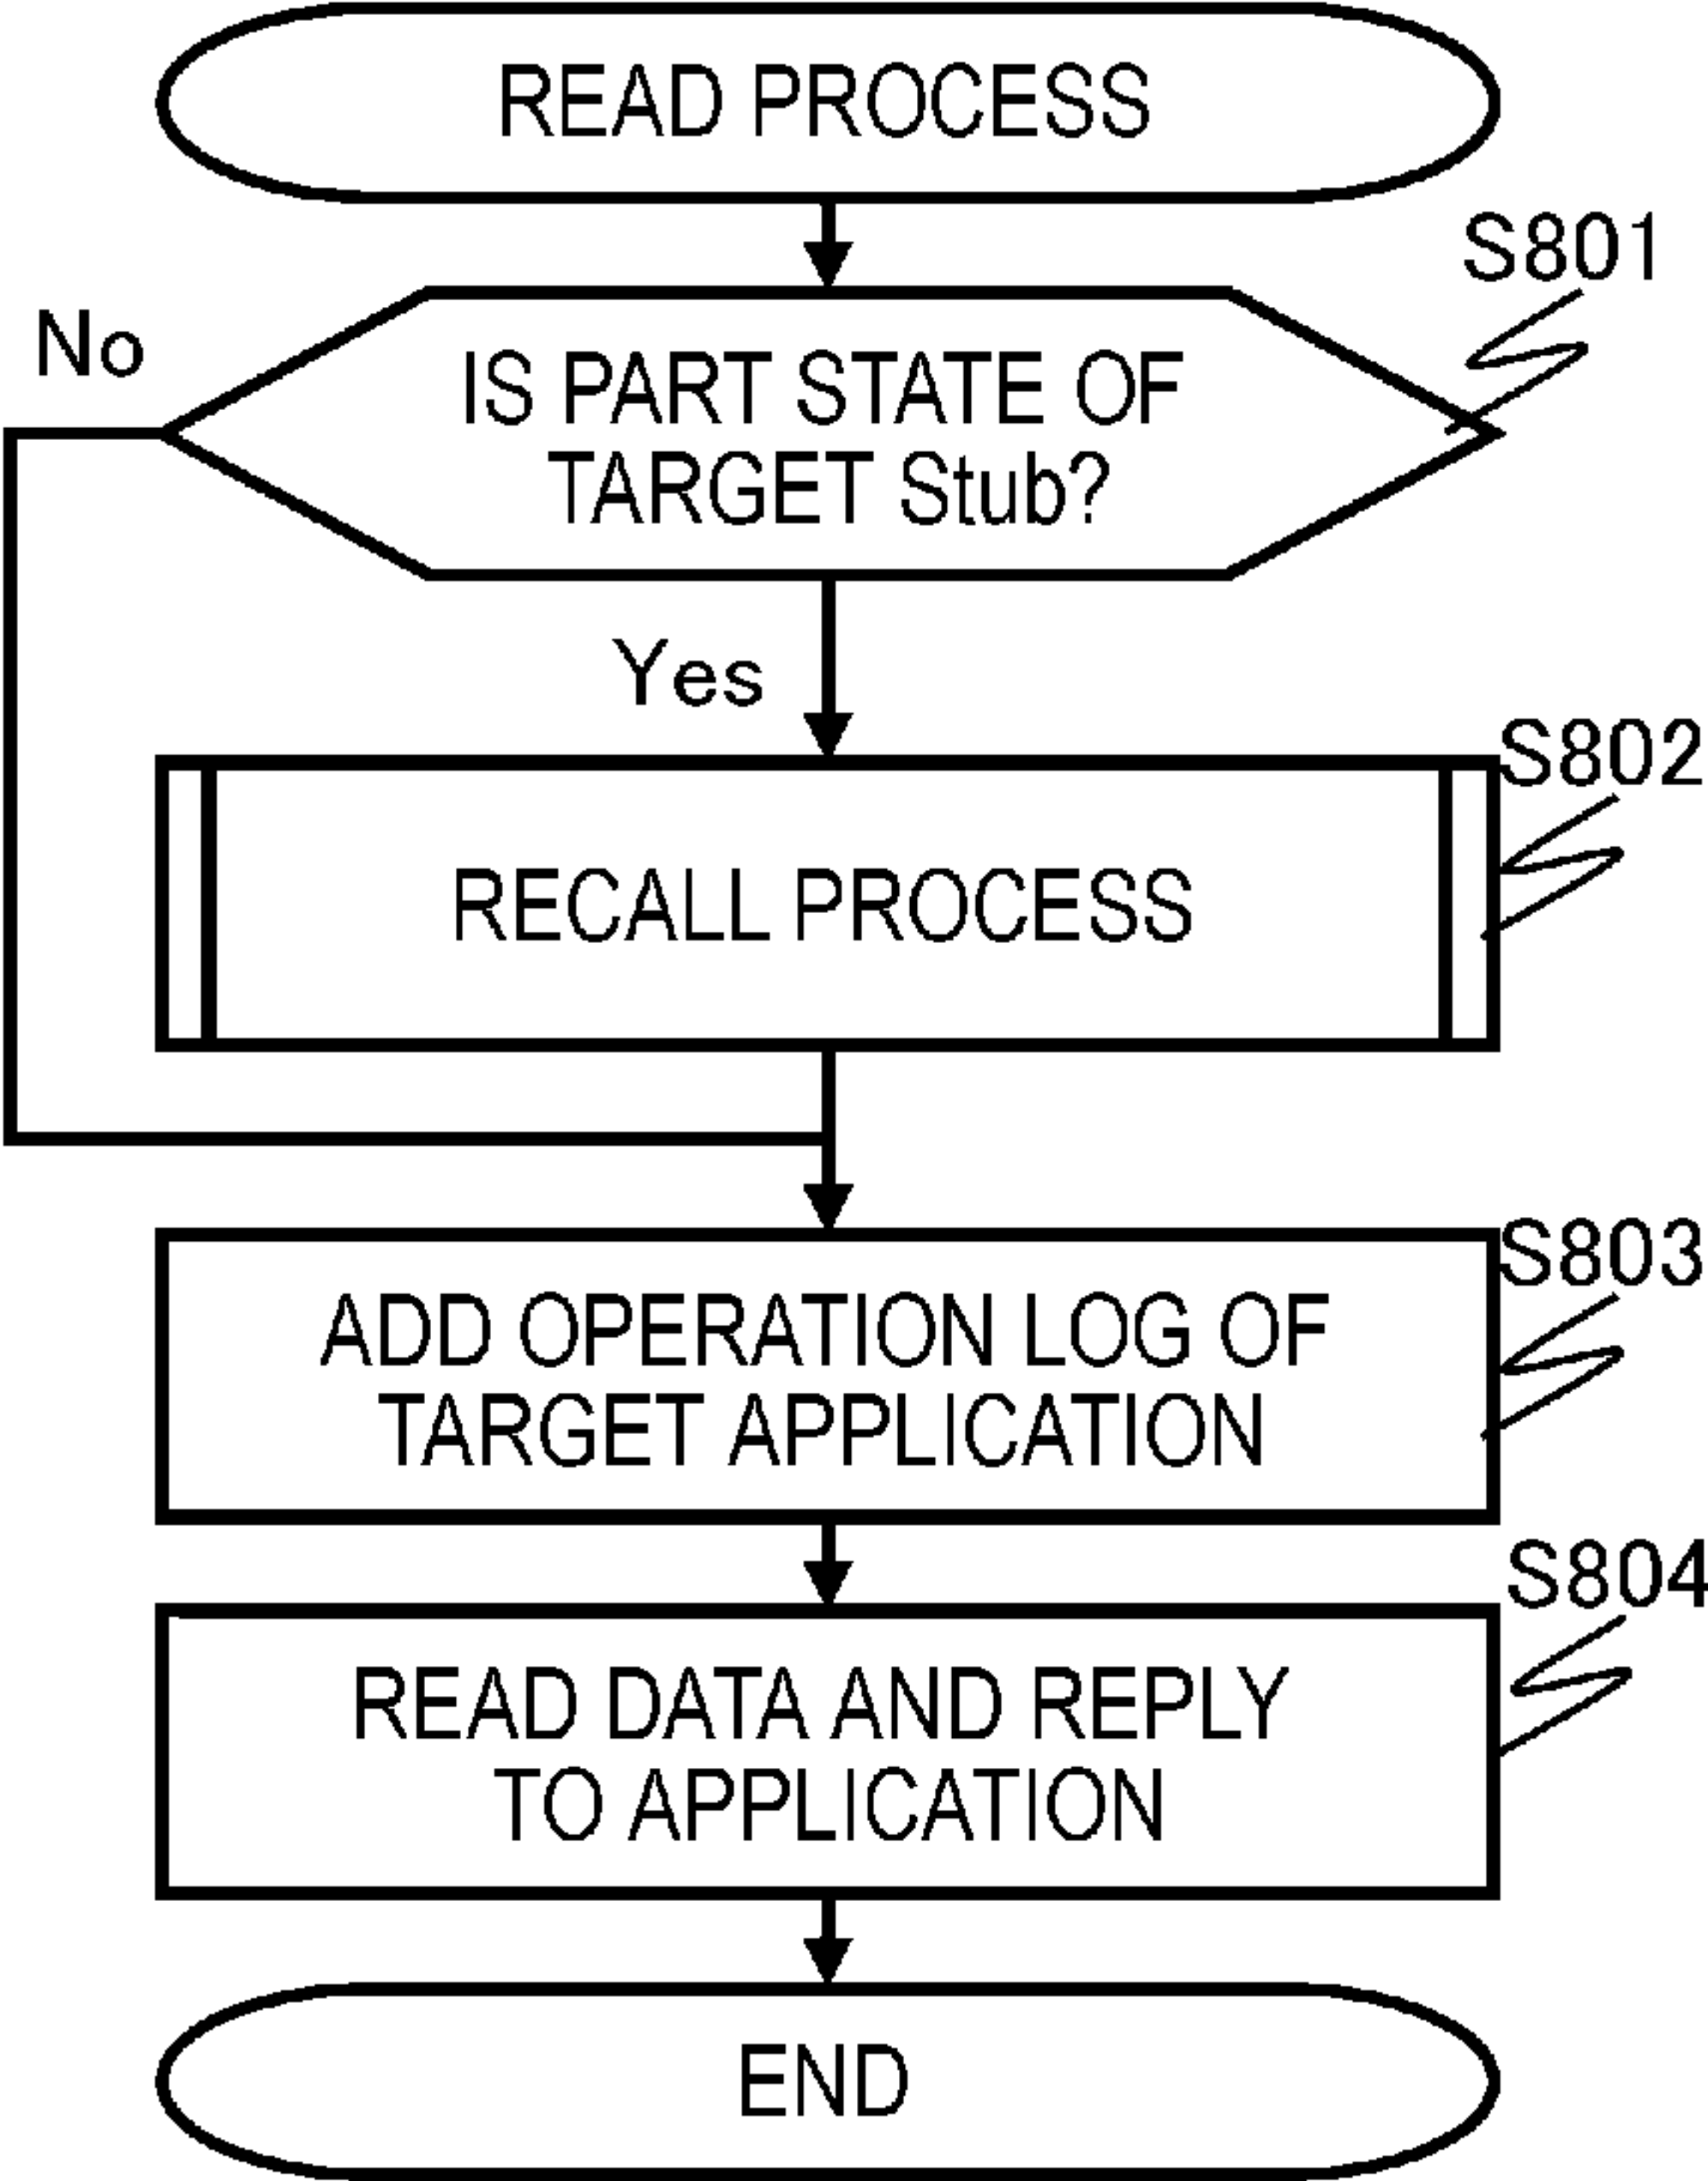 READ PROCESS
S801
No
IS PART STATE OF
TARGET Stub?
Yes
S802
RECALL PROCESS
S803
ADD OPERATION LOG OF
TARGET APPLICATION
S804
READ DATA AND REPLY
TO APPLICATION
END